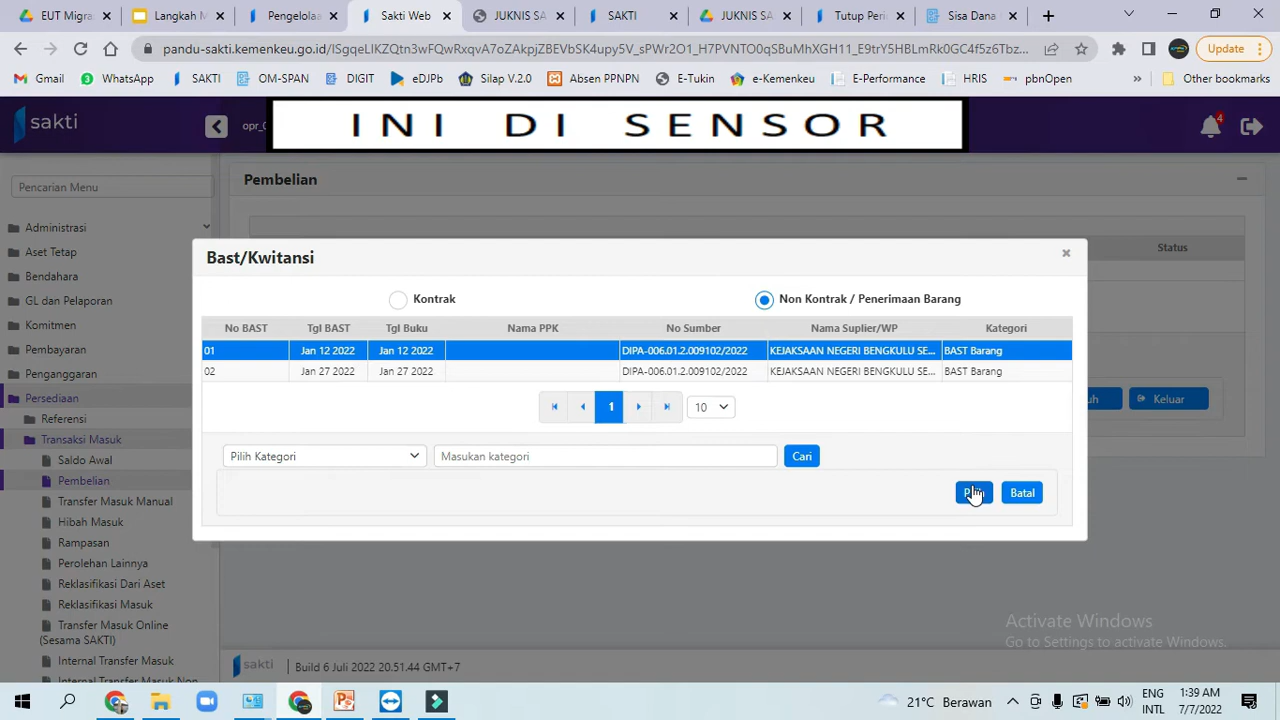 EUT Migra
Langkah M
Pengelola
Sakti Web
JUKNIS SA
SAKTI
JUKNIS SA
Tutup Peri
Sisa Dana
pandu-sakti.kemenkeu.go.id/ISgqeLIKZQtn3wFQwRxqvA7oZAkpjZBEVbSK4upy5V_sPWr2O1_H7PVNTO0qSBuMhXGH11_E9trY5HBLmRk0GC4f5z6Tbz...
Update
Gmail
WhatsApp
SAKTI
OM-SPAN
DIGIT
eDJPb
Silap V.2.0
Absen PPNPN
E-Tukin
e-Kemenkeu
E-Performance
HRIS
pbnOpen
Other bookmarks
sakti
INI DI SENSOR
4
Pencarian Menu
Pembelian
Status
Administrasi
Aset Tetap
Bendahara
GL dan Pelaporan
Komitmen
Pembayaran
Penganggaran
Persediaan
Referensi
Transaksi Masuk
Saldo Awal
Pembelian
Transfer Masuk Manual
Hibah Masuk
Rampasan
Perolehan Lainnya
Reklasifikasi Dari Aset
Reklasifikasi Masuk
Transfer Masuk Online
(Sesama SAKTI)
Internal Transfer Masuk
Internal Transfer Masuk Non
Bast/Kwitansi
Kontrak
Non Kontrak / Penerimaan Barang
No BAST Tgl BAST Tgl Buku Nama PPK No Sumber Nama Suplier/WP Kategori
01 Jan 12 2022 Jan 12 2022 DIPA-006.01.2.009102/2022 KEJAKSAAN NEGERI BENGKULU SE... BAST Barang
02 Jan 27 2022 Jan 27 2022 DIPA-006.01.2.009102/2022 KEJAKSAAN NEGERI BENGKULU SE... BAST Barang
1
10
Pilih Kategori
Masukan kategori
Cari
Batal
Keluar
Activate Windows
Go to Settings to activate Windows.
sakti
Build 6 Juli 2022 20.51.44 GMT+7
21°C Berawan
ENG
INTL
1:39 AM
7/7/2022